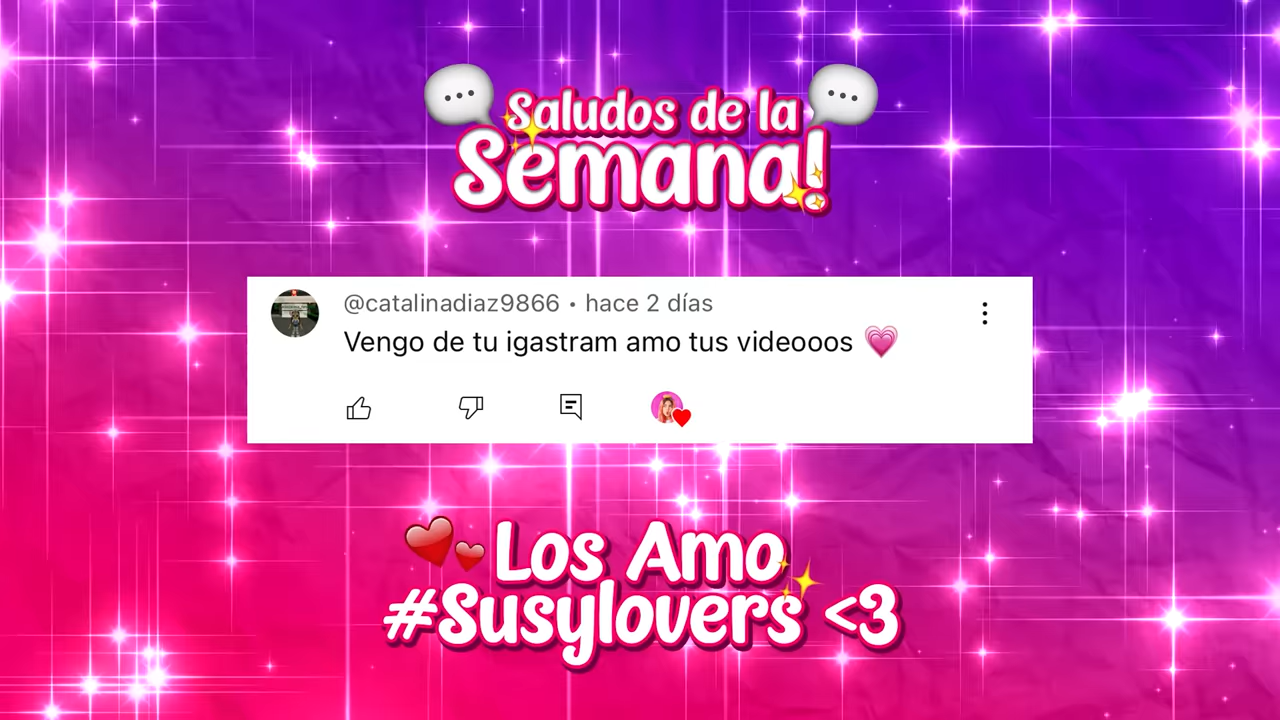 Saludos de la
Semana!
@catalinadiaz9866 • hace 2 días
Vengo de tu igastram amo tus videooos 💗
Los Amo
#Susylovers <3